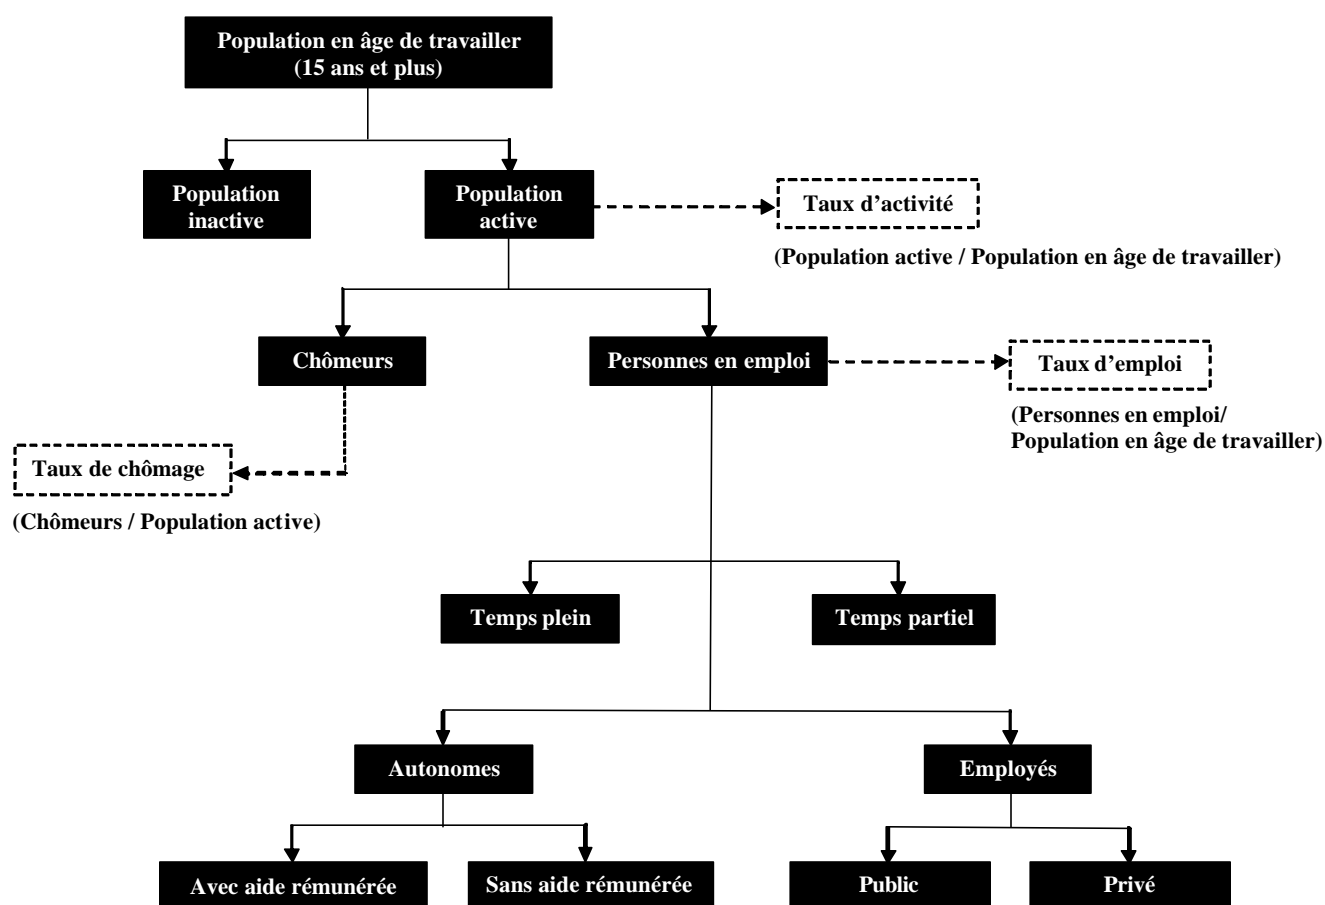 Population en âge de travailler
(15 ans et plus)
Population
inactive
Population
active
Taux d'activité
(Population active / Population en âge de travailler)
Chômeurs
Personnes en emploi
Taux d'emploi
(Personnes en emploi/
Population en âge de travailler)
Taux de chômage
(Chômeurs / Population active)
Temps plein
Temps partiel
Autonomes
Employés
Avec aide rémunérée
Sans aide rémunérée
Public
Privé